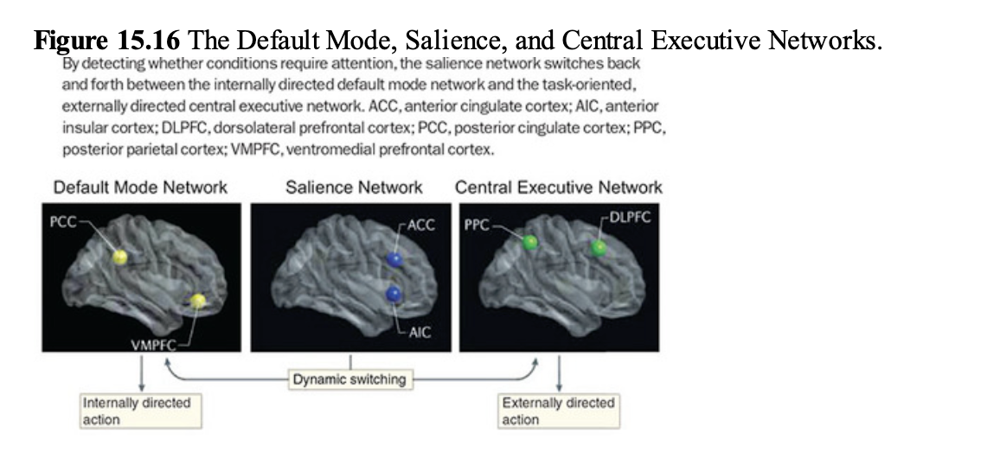 Figure 15.16 The Default Mode, Salience, and Central Executive Networks.
By detecting whether conditions require attention, the salience network switches back
and forth between the internally directed default mode network and the task-oriented,
externally directed central executive network. ACC, anterior cingulate cortex; AIC, anterior
insular cortex; DLPFC, dorsolateral prefrontal cortex; PCC, posterior cingulate cortex; PPC,
posterior parietal cortex; VMPFC, ventromedial prefrontal cortex.
Default Mode Network
PCC
VMPFC
Salience Network
ACC
AIC
Central Executive Network
PPC
DLPFC
Dynamic switching
Internally directed
action
Externally directed
action